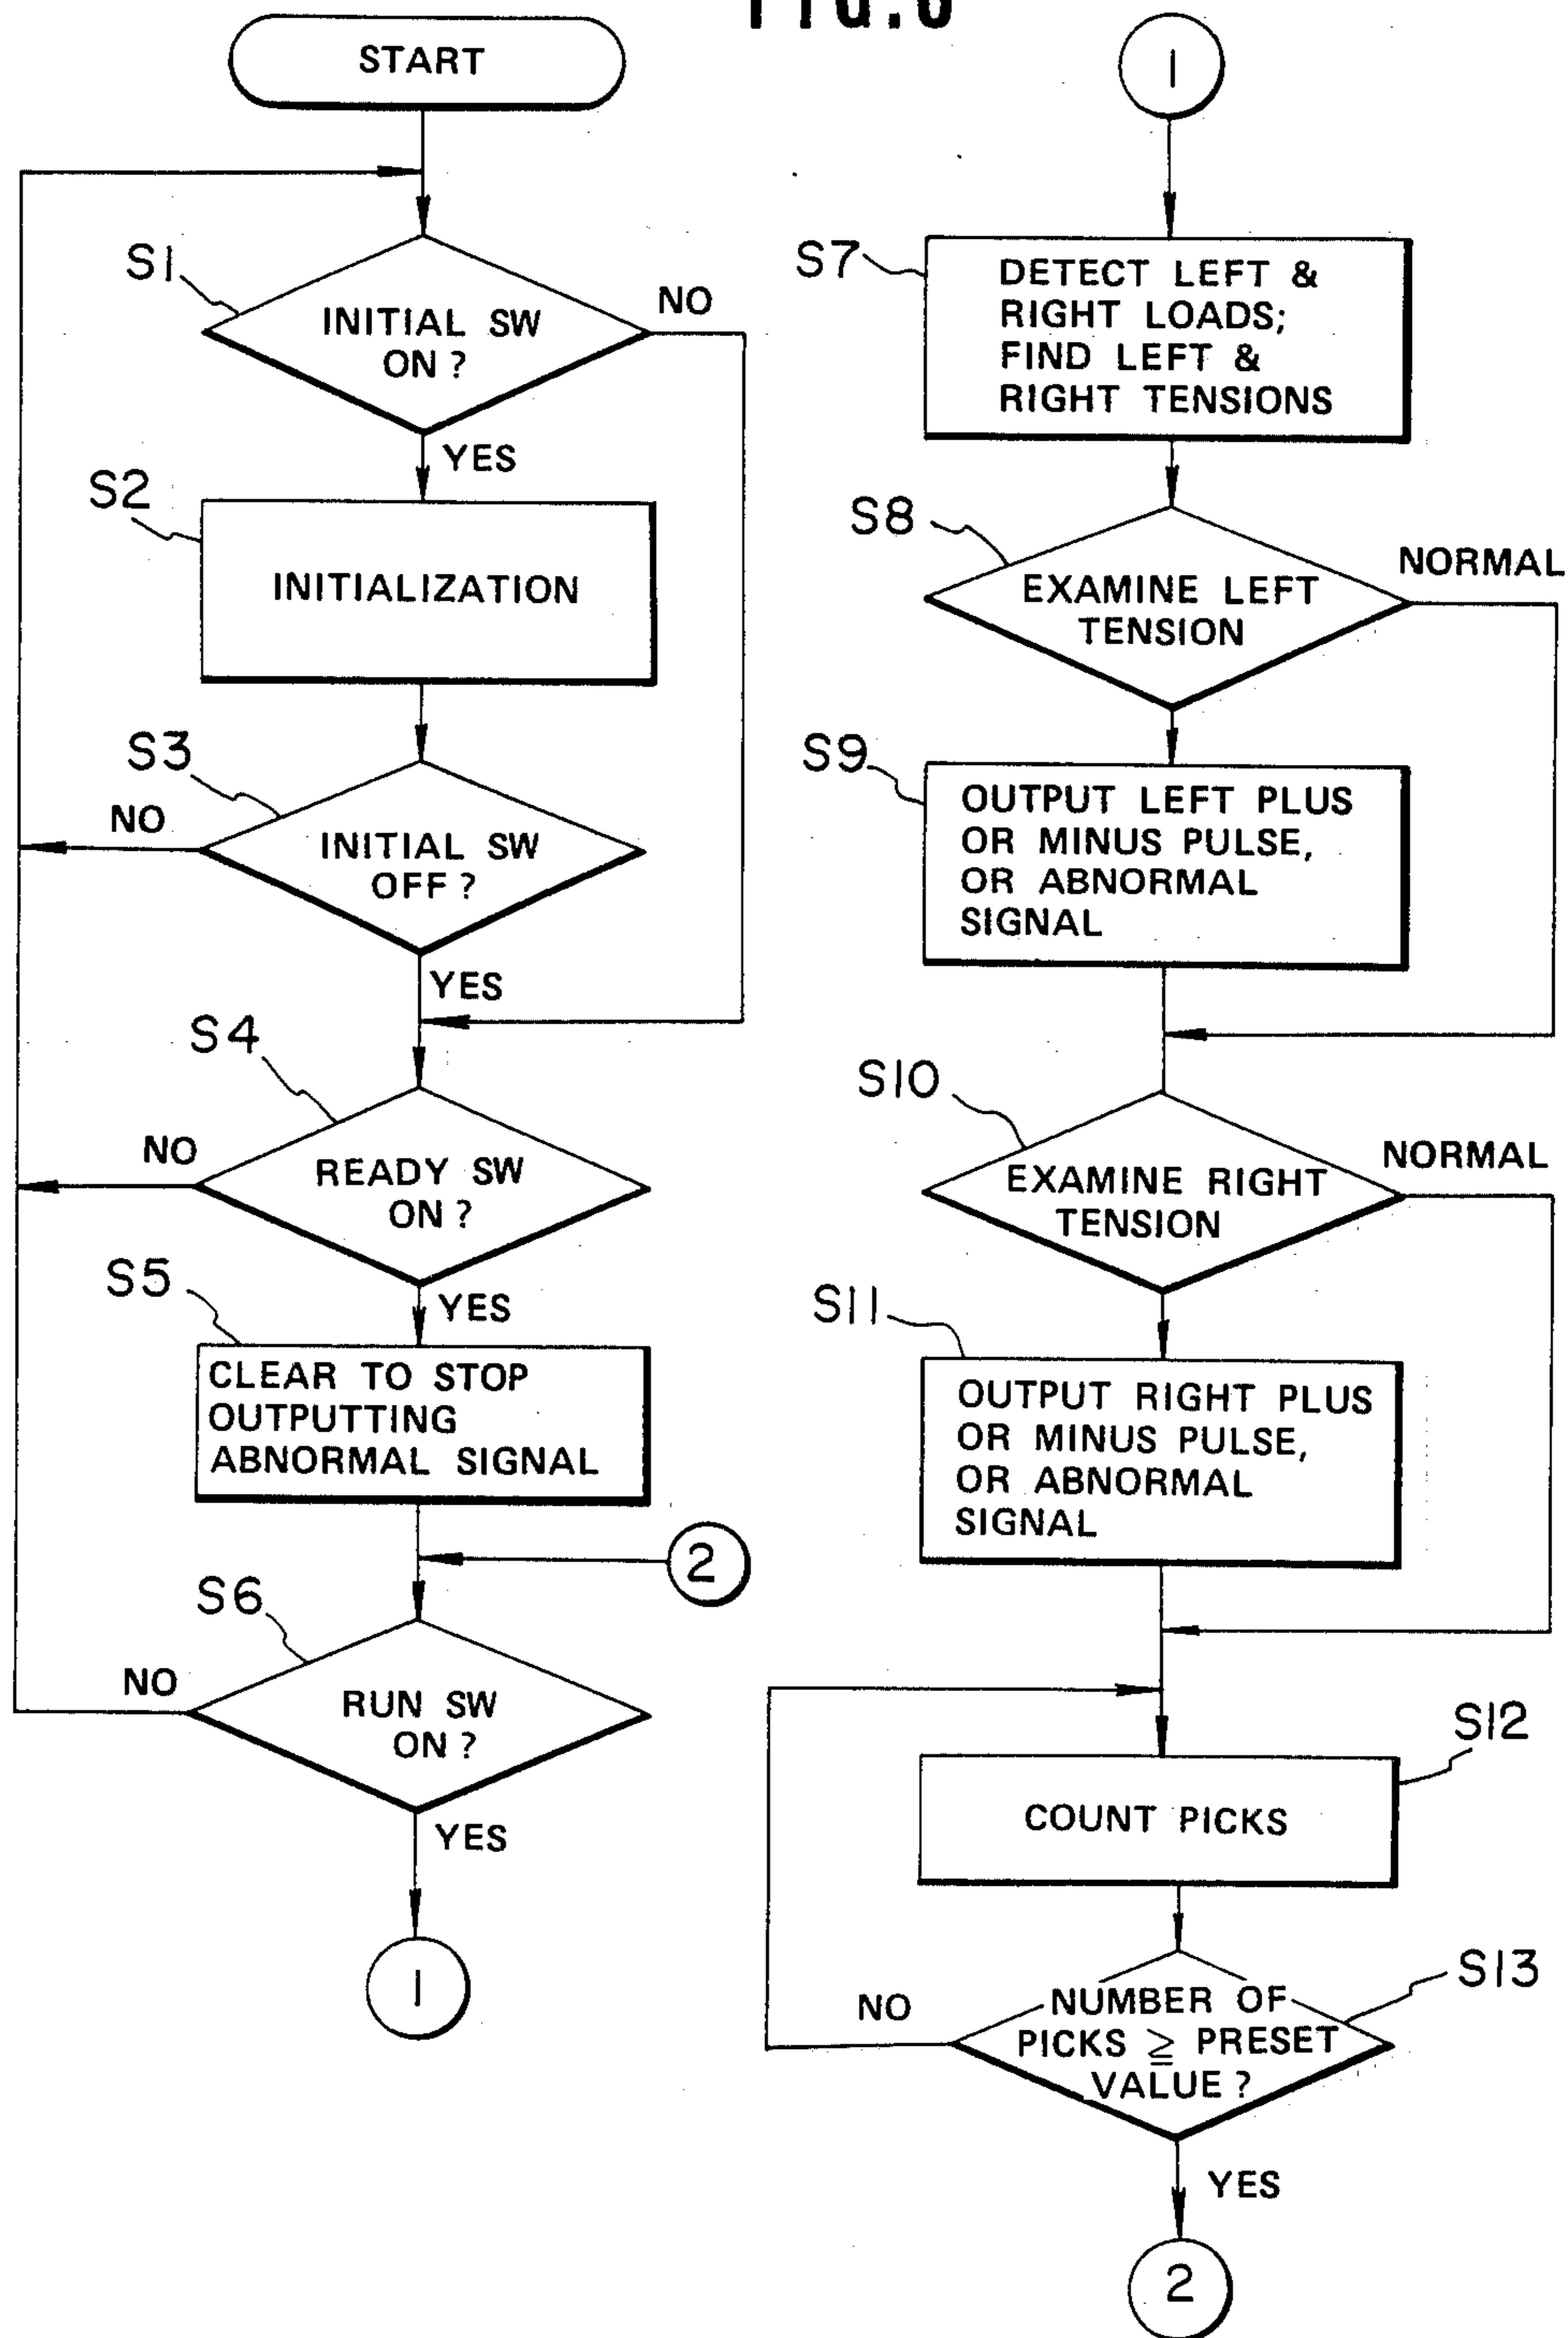 START
S1
INITIAL SW
ON ?
NO
YES
S2
INITIALIZATION
S3
NO
INITIAL SW
OFF ?
YES
S4
NO
READY SW
ON ?
YES
S5
CLEAR TO STOP
OUTPUTTING
ABNORMAL SIGNAL
2
S6
NO
RUN SW
ON ?
YES
1
1
S7
DETECT LEFT &
RIGHT LOADS;
FIND LEFT &
RIGHT TENSIONS
S8
NORMAL
EXAMINE LEFT
TENSION
S9
OUTPUT LEFT PLUS
OR MINUS PULSE,
OR ABNORMAL
SIGNAL
S10
NORMAL
EXAMINE RIGHT
TENSION
S11
OUTPUT RIGHT PLUS
OR MINUS PULSE,
OR ABNORMAL
SIGNAL
S12
COUNT PICKS
S13
NO
NUMBER OF
PICKS ≧ PRESET
VALUE ?
YES
2